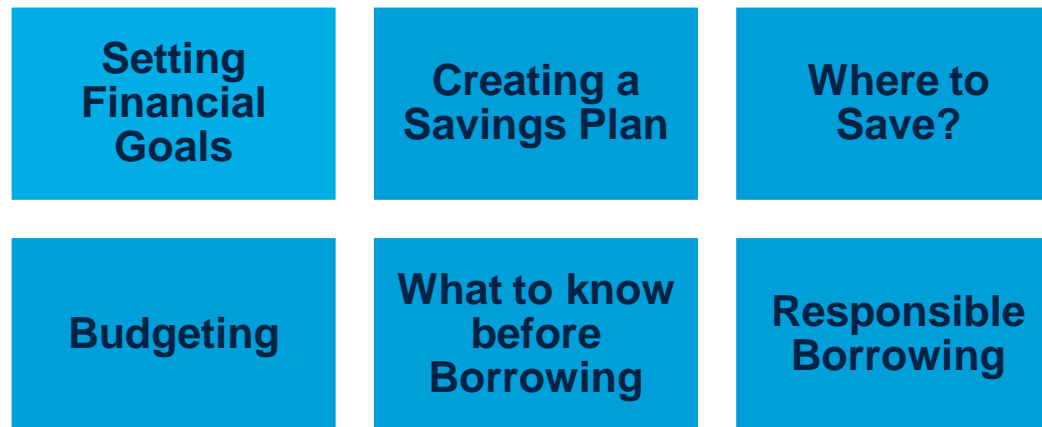 Setting
Financial
Goals
Creating a
Savings Plan
Where to
Save?
Budgeting
What to know
before
Borrowing
Responsible
Borrowing